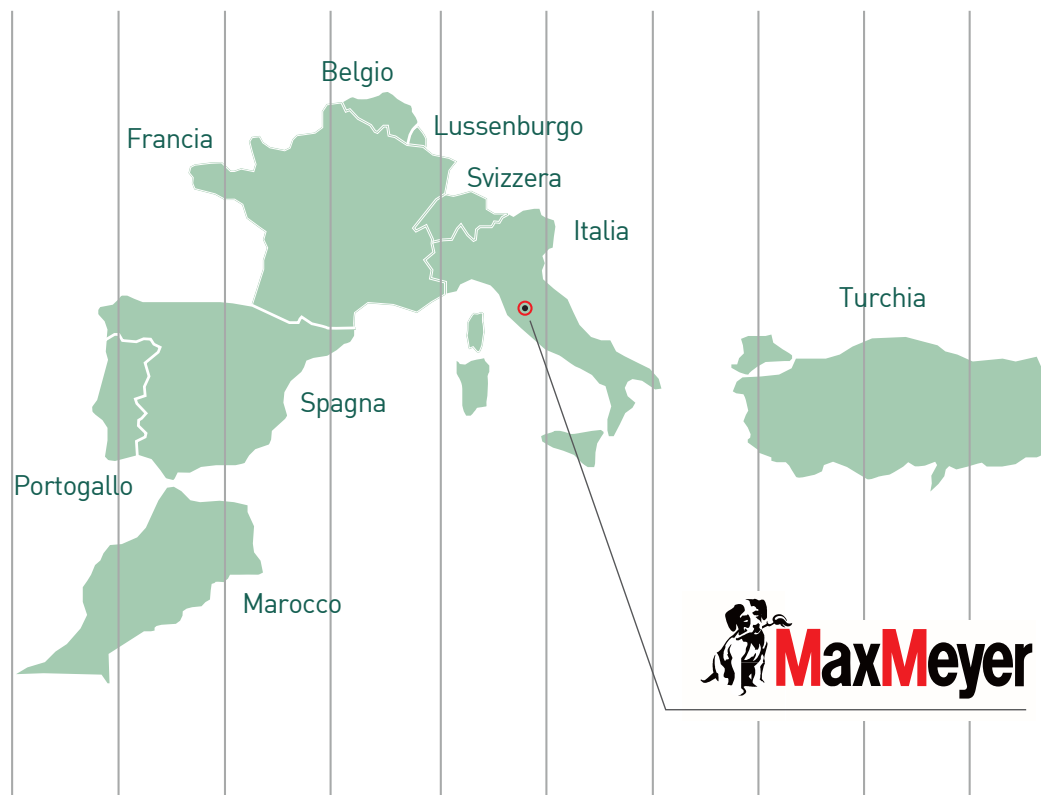 Belgio
Francia
Lussenburgo
Svizzera
Italia
Turchia
Spagna
Portogallo
Marocco
MaxMeyer